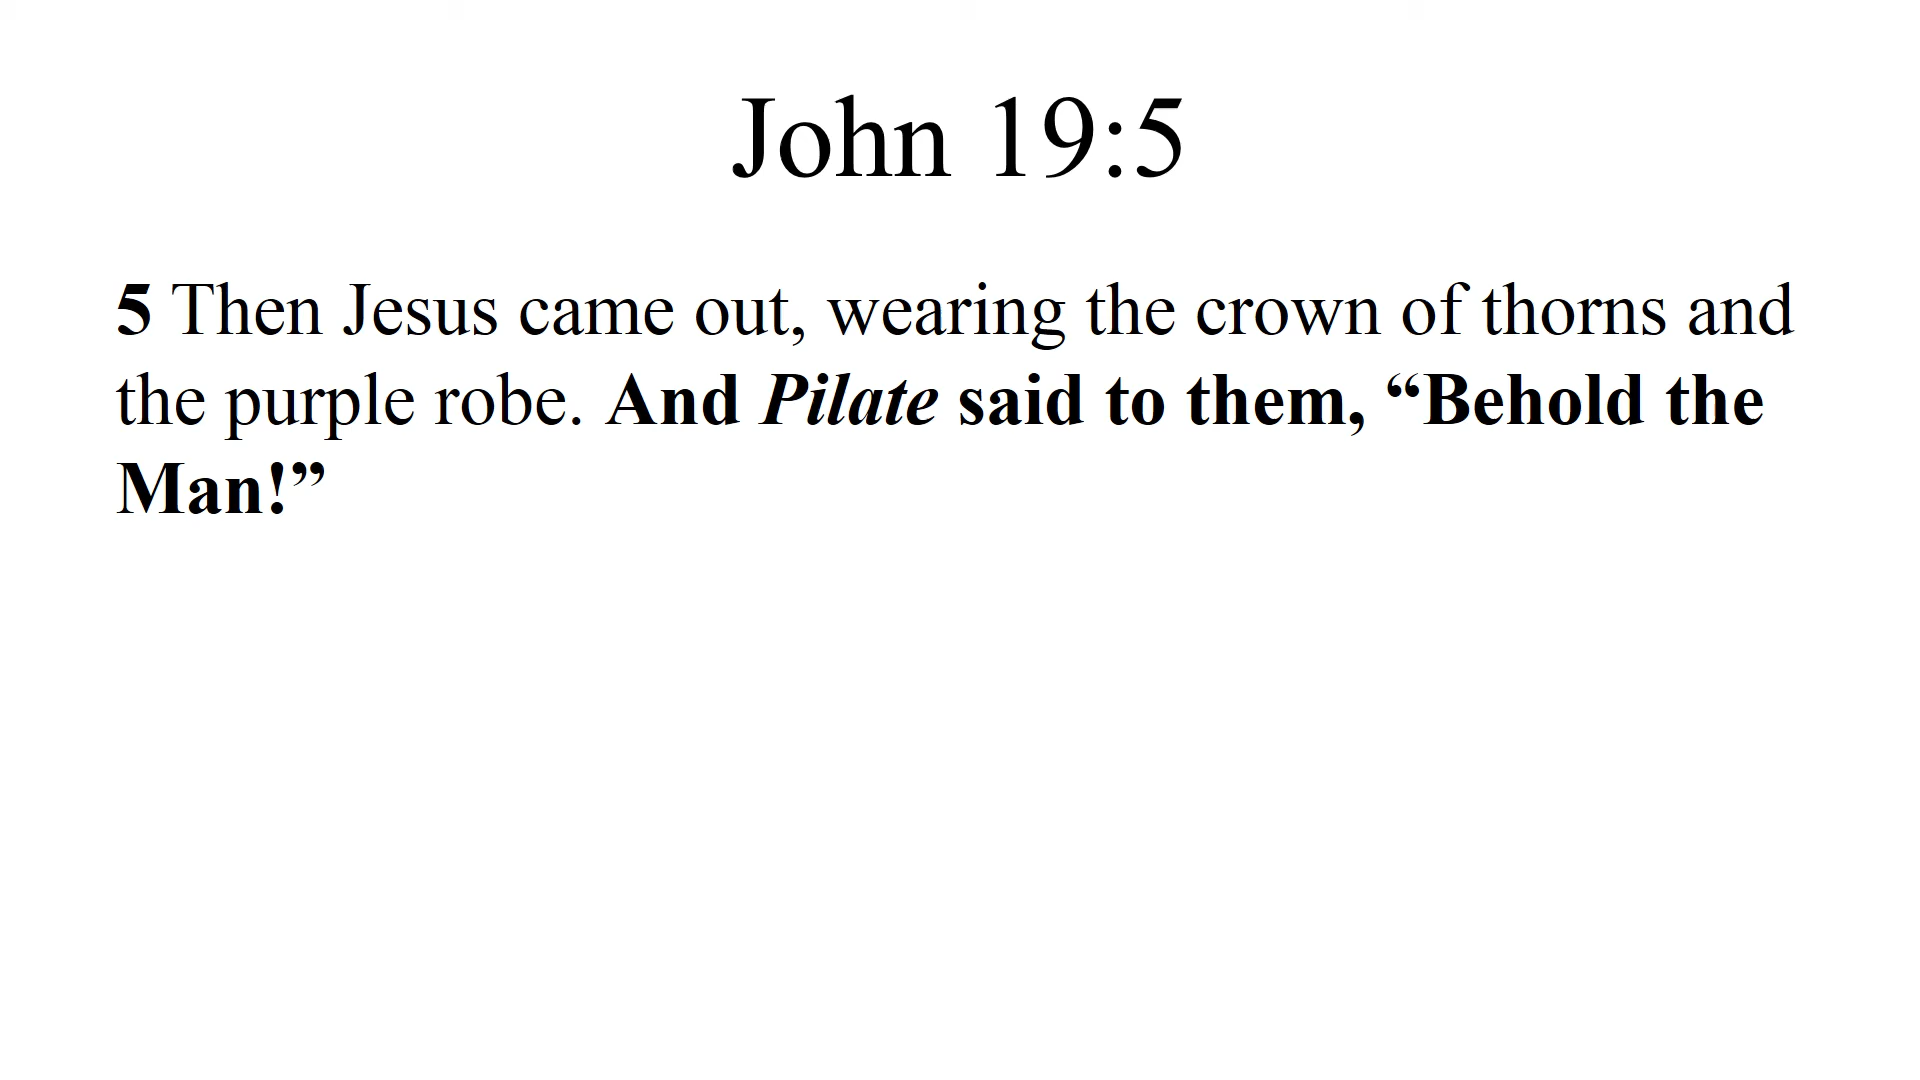 John 19:5
5 Then Jesus came out, wearing the crown of thorns and
the purple robe. And Pilate said to them, “Behold the
Man!”